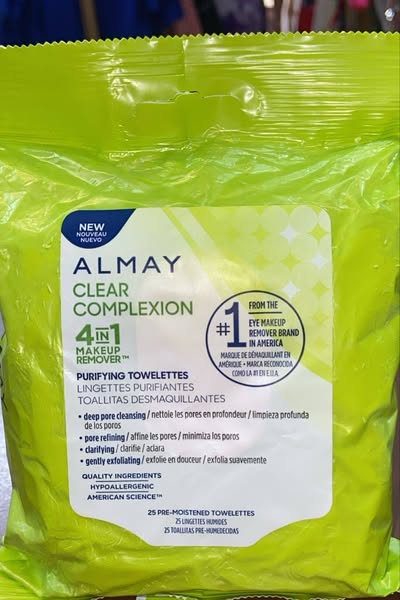 NEW
NOUVEAU
NUEVO
ALMAY
CLEAR
COMPLEXION
4 IN 1
MAKEUP
REMOVER™
#1 FROM THE
EYE MAKEUP
REMOVER BRAND
IN AMERICA
MARQUE DE DÉMAQUILLANT EN
AMÉRIQUE • MARCA RECONOCIDA
COMO LA #1 EN E.U.A.
PURIFYING TOWELETTES
LINGETTES PURIFIANTES
TOALLITAS DESMAQUILLANTES
• deep pore cleansing / nettoie les pores en profondeur / limpieza profunda
de los poros
• pore refining / affine les pores / minimiza los poros
• clarifying / clarifie / aclara
• gently exfoliating / exfolie en douceur / exfolia suavemente
QUALITY INGREDIENTS
HYPOALLERGENIC
AMERICAN SCIENCE™
25 PRE-MOISTENED TOWELETTES
25 LINGETTES HUMIDES
25 TOALLITAS PRE-HUMEDECIDAS